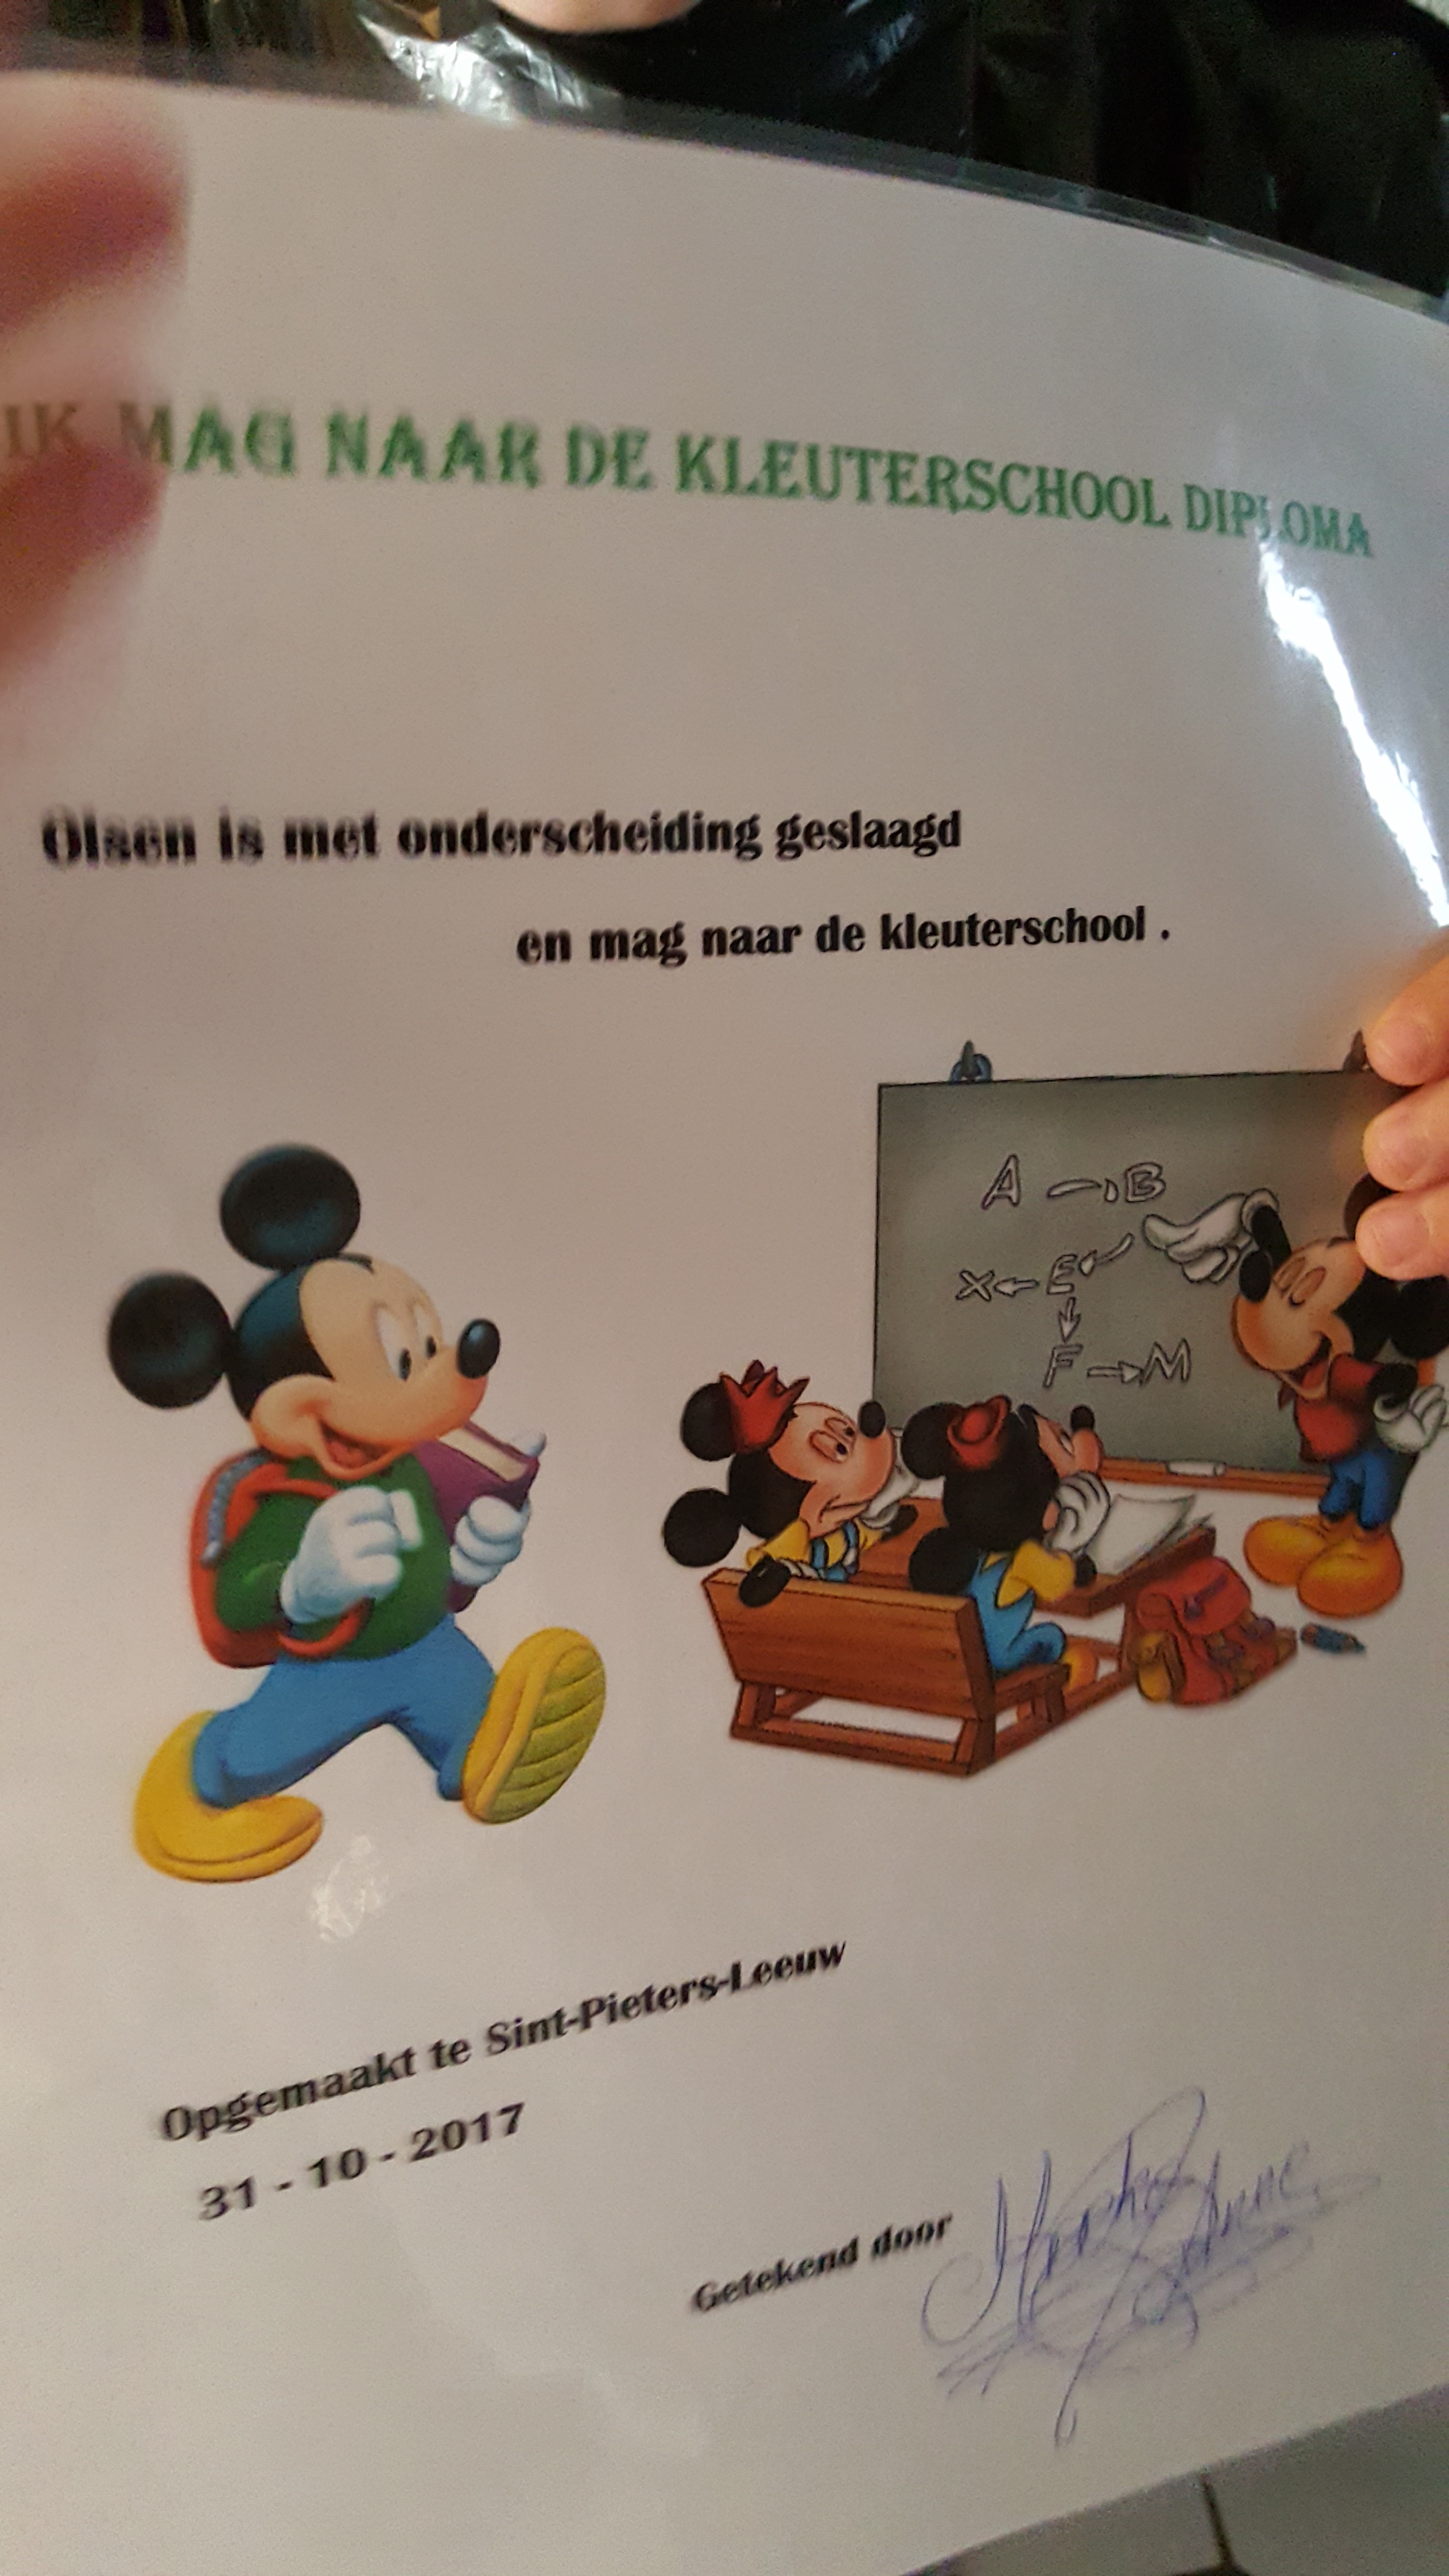 IK MAG NAAR DE KLEUTERSCHOOL DIPLOMA
Olsen is met onderscheiding geslaagd
en mag naar de kleuterschool .
A B
X E
F M
Opgemaakt te Sint-Pieters-Leeuw
31 - 10 - 2017
Getekend door